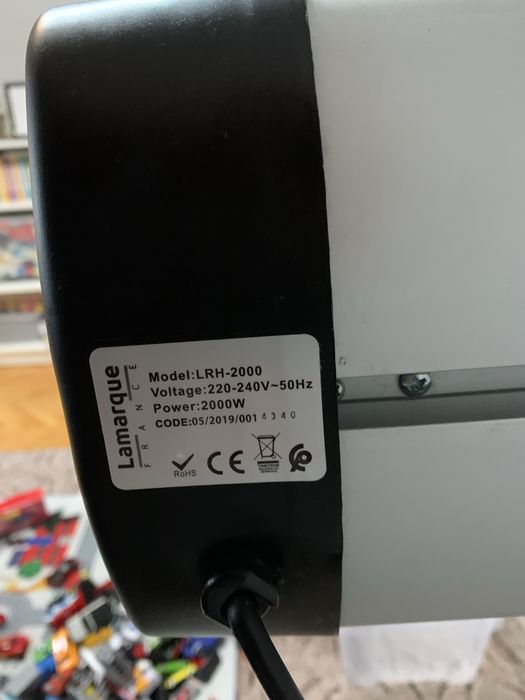 Lamarque
FRANCE
Model:LRH-2000
Voltage:220-240V~50Hz
Power:2000W
CODE:05/2019/001 4340
RoHS
CE